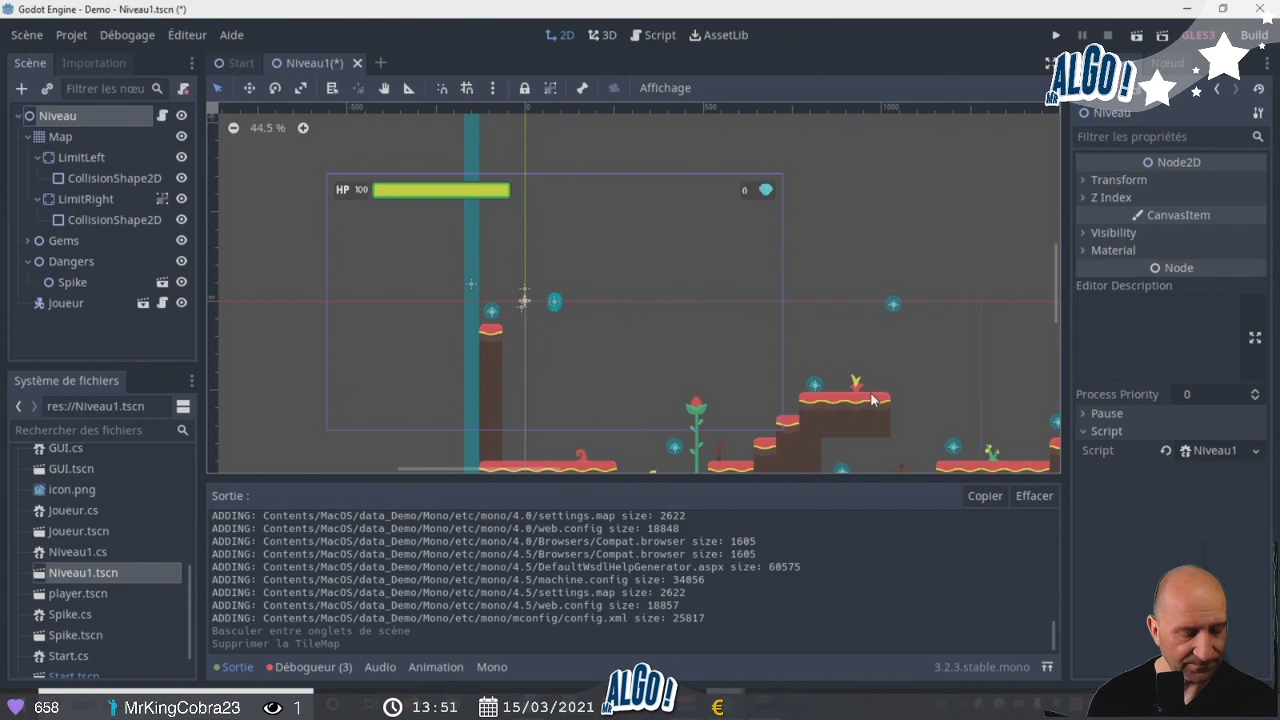 Godot Engine - Demo - Niveau1.tscn (*)
Scène Projet Débogage Éditeur Aide
2D 3D Script AssetLib
GLES3 Build
Scène Importation
Start Niveau1(*)
Nœud
MR ALGO!
Filtrer les nœu
Affichage
44.5 %
-500 0 500 1000
Niveau
Map
LimitLeft
CollisionShape2D
LimitRight
CollisionShape2D
Gems
Dangers
Spike
Joueur
HP 100
0
0
Niveau
Filtrer les propriétés
Node2D
Transform
Z Index
CanvasItem
Visibility
Material
Node
Editor Description
Process Priority 0
Pause
Script
Script Niveau1
Système de fichiers
res://Niveau1.tscn
Rechercher des fichiers
GUI.cs
GUI.tscn
icon.png
Joueur.cs
Joueur.tscn
Niveau1.cs
Niveau1.tscn
player.tscn
Spike.cs
Spike.tscn
Start.cs
Start.tscn
Sortie :
Copier Effacer
ADDING: Contents/MacOS/data_Demo/Mono/etc/mono/4.0/settings.map size: 2622
ADDING: Contents/MacOS/data_Demo/Mono/etc/mono/4.0/web.config size: 18848
ADDING: Contents/MacOS/data_Demo/Mono/etc/mono/4.0/Browsers/Compat.browser size: 1605
ADDING: Contents/MacOS/data_Demo/Mono/etc/mono/4.5/Browsers/Compat.browser size: 1605
ADDING: Contents/MacOS/data_Demo/Mono/etc/mono/4.5/DefaultWsdlHelpGenerator.aspx size: 60575
ADDING: Contents/MacOS/data_Demo/Mono/etc/mono/4.5/machine.config size: 34056
ADDING: Contents/MacOS/data_Demo/Mono/etc/mono/4.5/settings.map size: 2622
ADDING: Contents/MacOS/data_Demo/Mono/etc/mono/4.5/web.config size: 18857
ADDING: Contents/MacOS/data_Demo/Mono/etc/mono/mconfig/config.xml size: 25817
Basculer entre onglets de scène
Supprimer la TileMap
Sortie Débogueur (3) Audio Animation Mono
3.2.3.stable.mono
658 MrKingCobra23 1 13:51 15/03/2021 MR ALGO! €